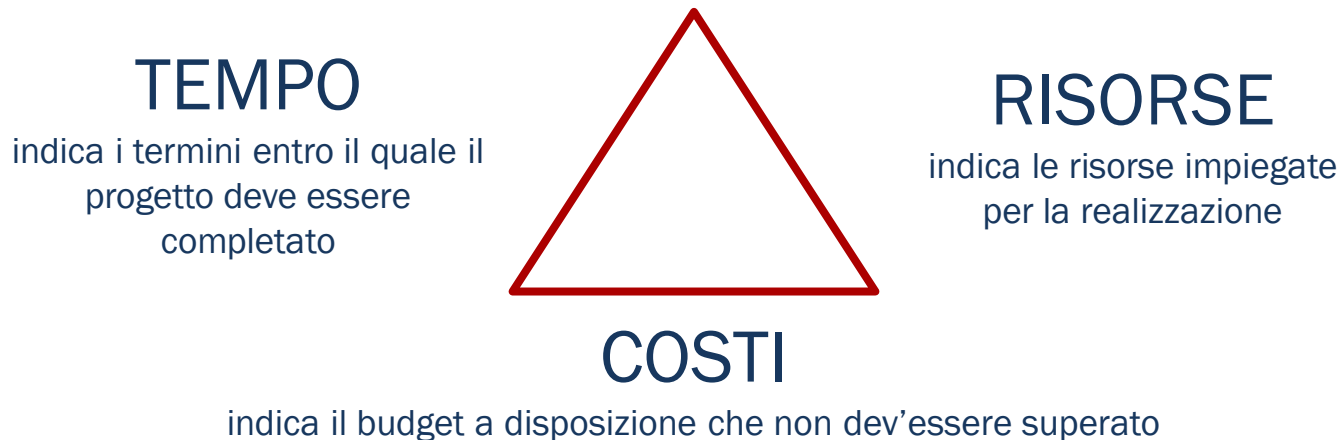 TEMPO
indica i termini entro il quale il
progetto deve essere
completato
RISORSE
indica le risorse impiegate
per la realizzazione
COSTI
indica il budget a disposizione che non dev’essere superato